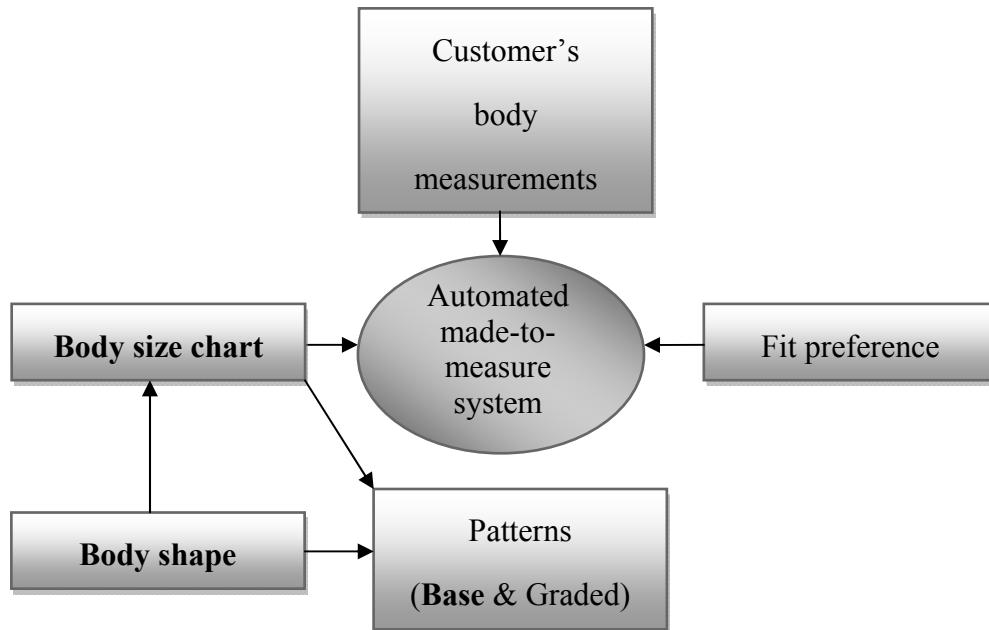 Customer’s
body
measurements
Automated
made-to-
measure
system
Body size chart
Fit preference
Body shape
Patterns
(Base & Graded)